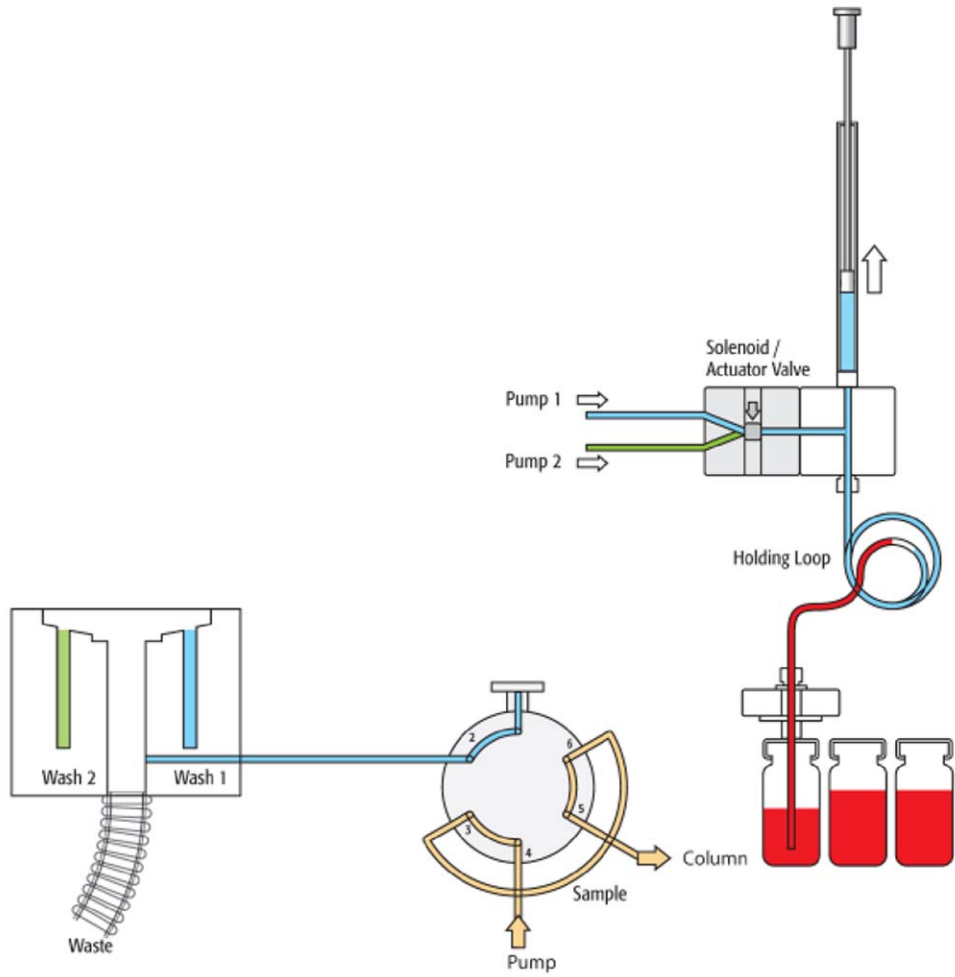 Solenoid /
Actuator Valve
Pump 1
Pump 2
Holding Loop
Wash 2
Wash 1
2
6
5
3
4
Column
Sample
Waste
Pump